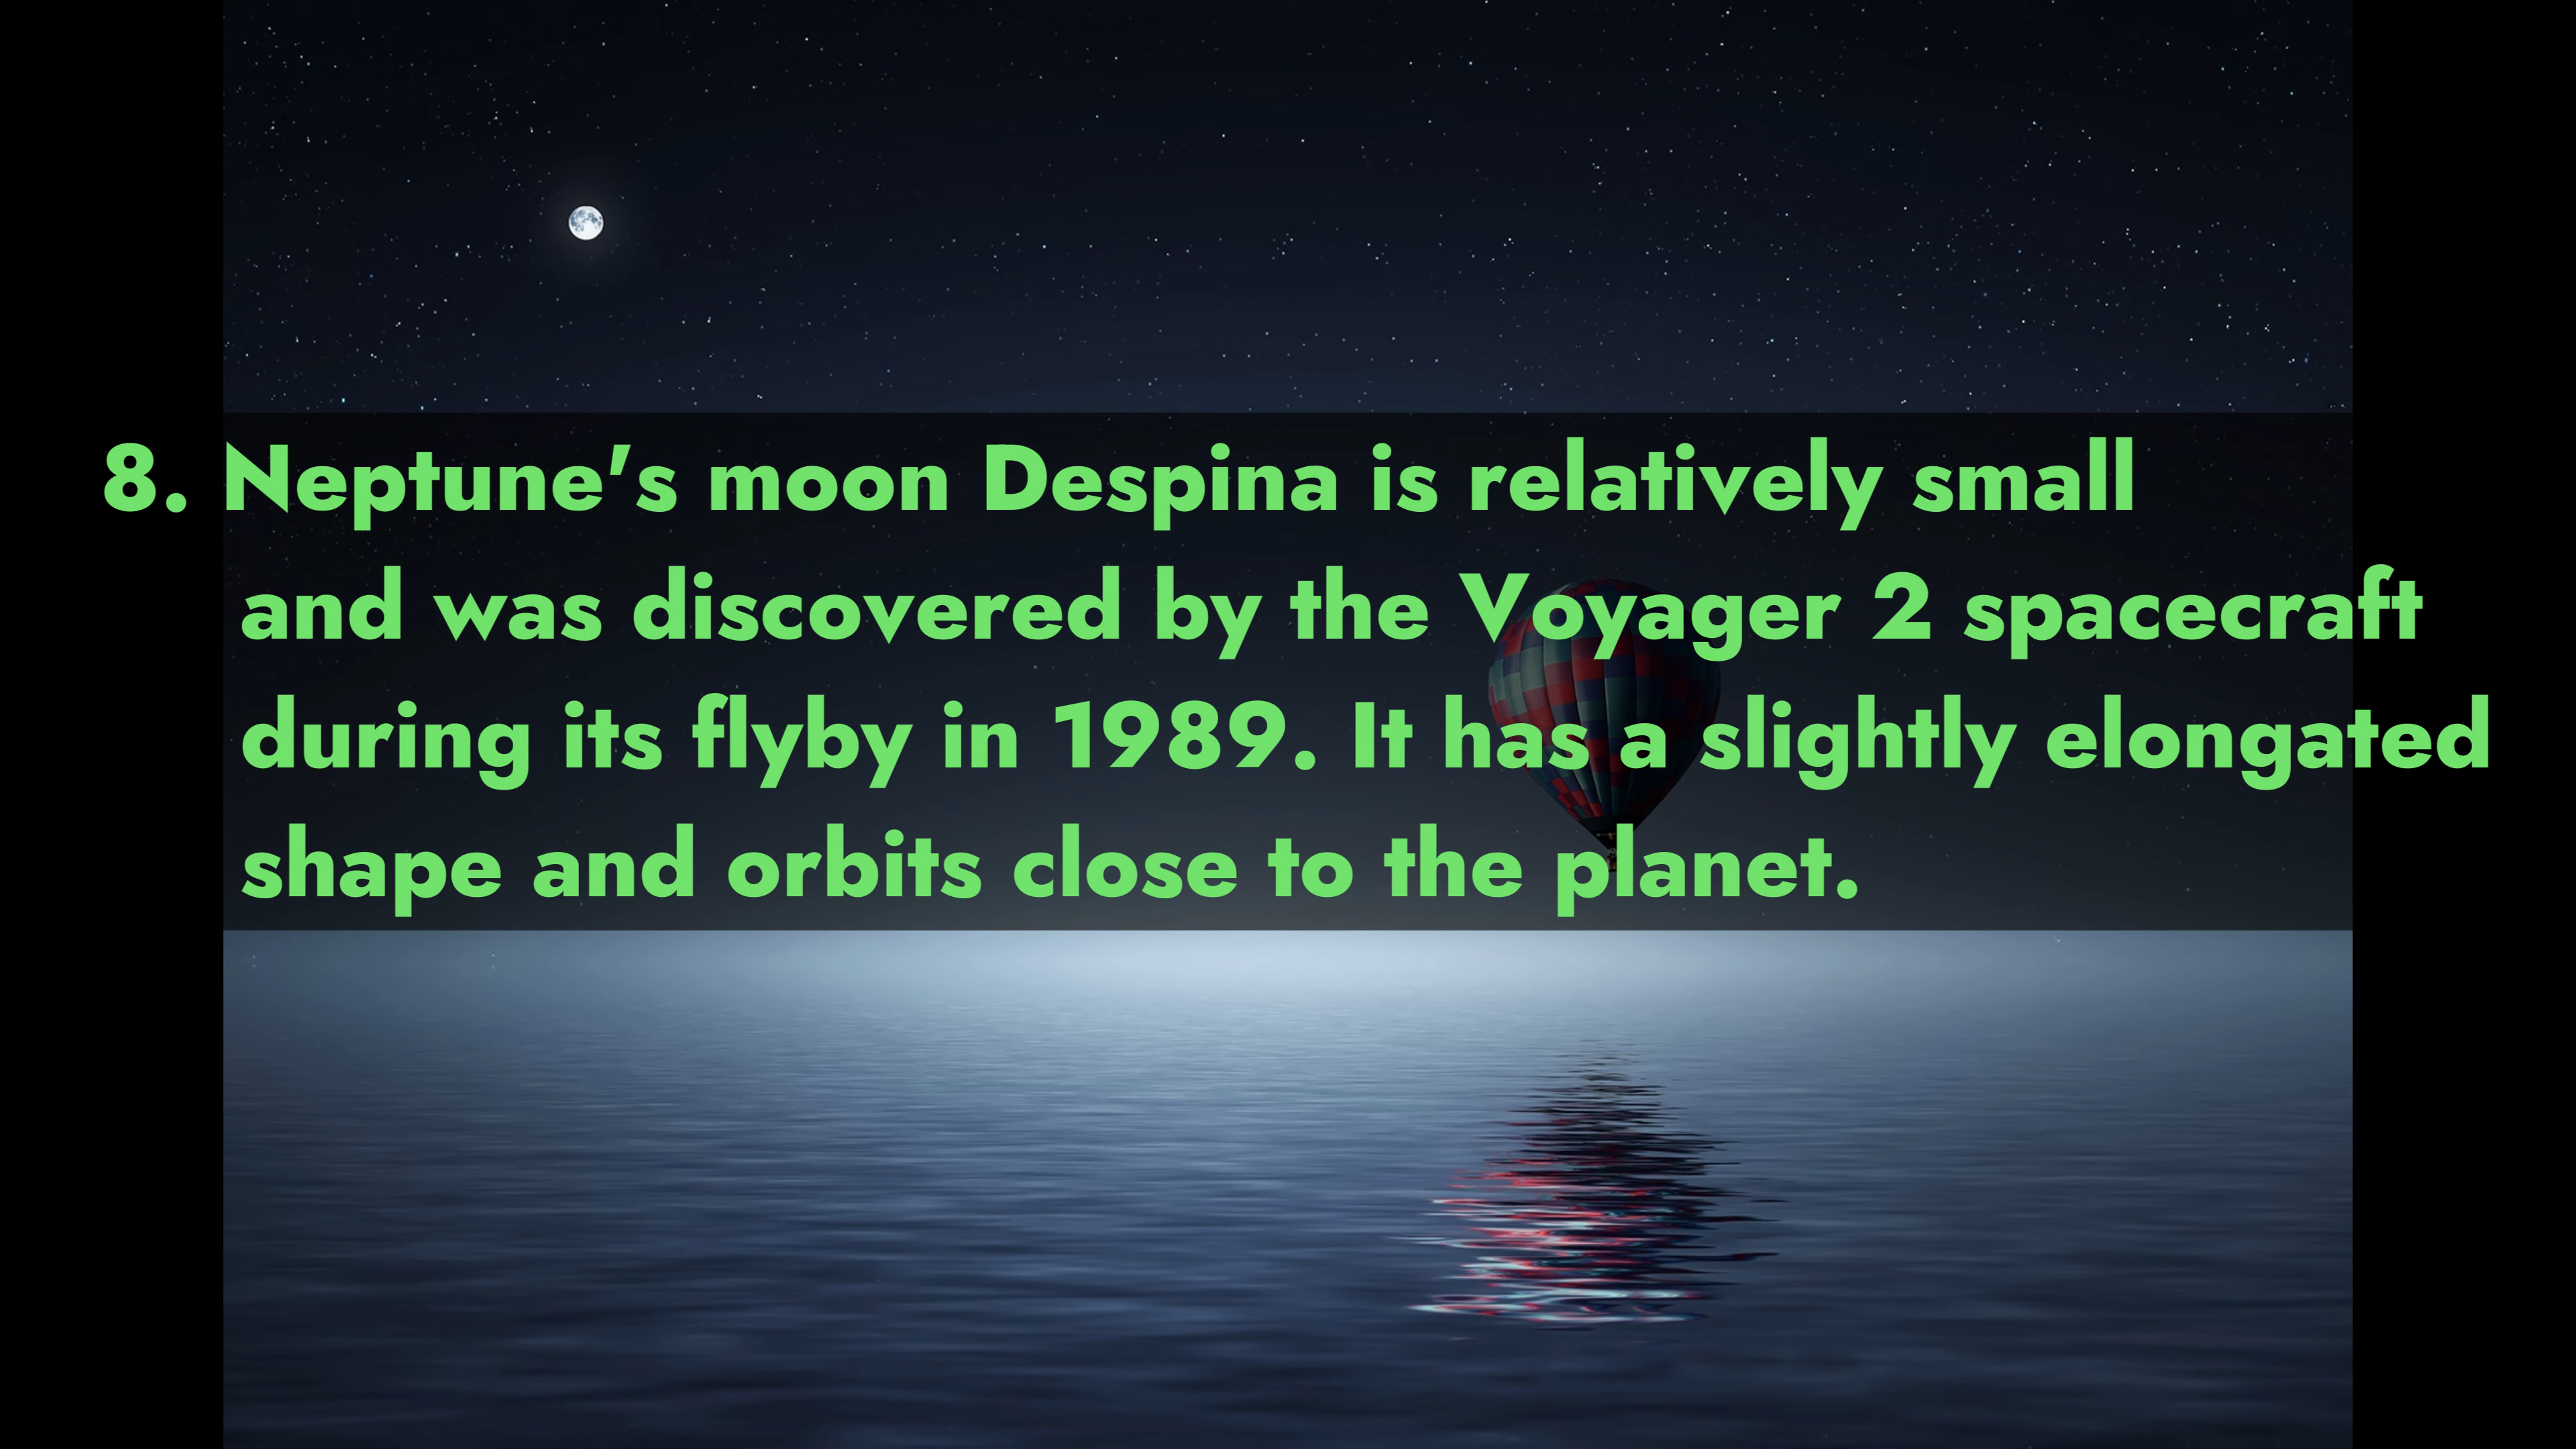 8. Neptune's moon Despina is relatively small
and was discovered by the Voyager 2 spacecraft
during its flyby in 1989. It has a slightly elongated
shape and orbits close to the planet.